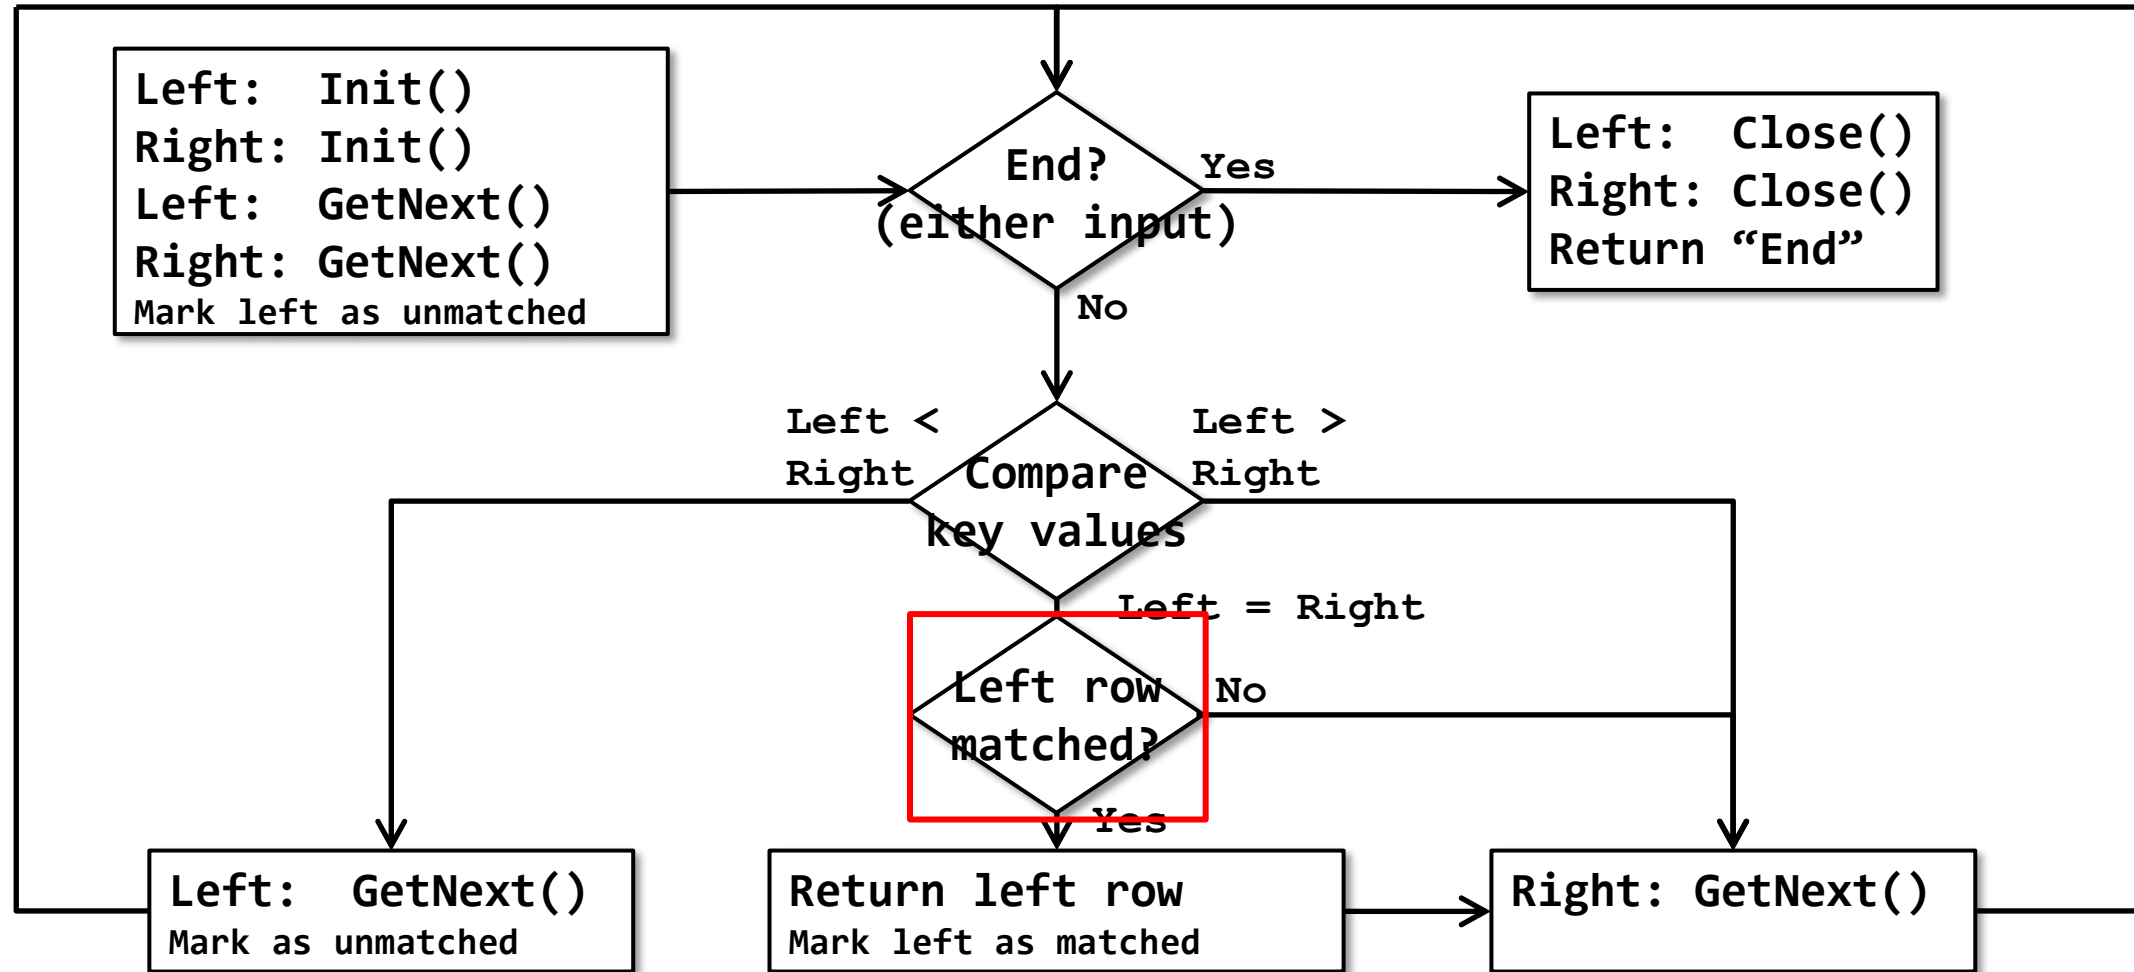 Left:  Init()
Right: Init()
Left:  GetNext()
Right: GetNext()
Mark left as unmatched
End?
(either input)
Yes
No
Left:  Close()
Right: Close()
Return “End”
Left <
Right
Compare
key values
Left >
Right
Left = Right
Left row
matched?
No
Yes
Left:  GetNext()
Mark as unmatched
Return left row
Mark left as matched
Right: GetNext()